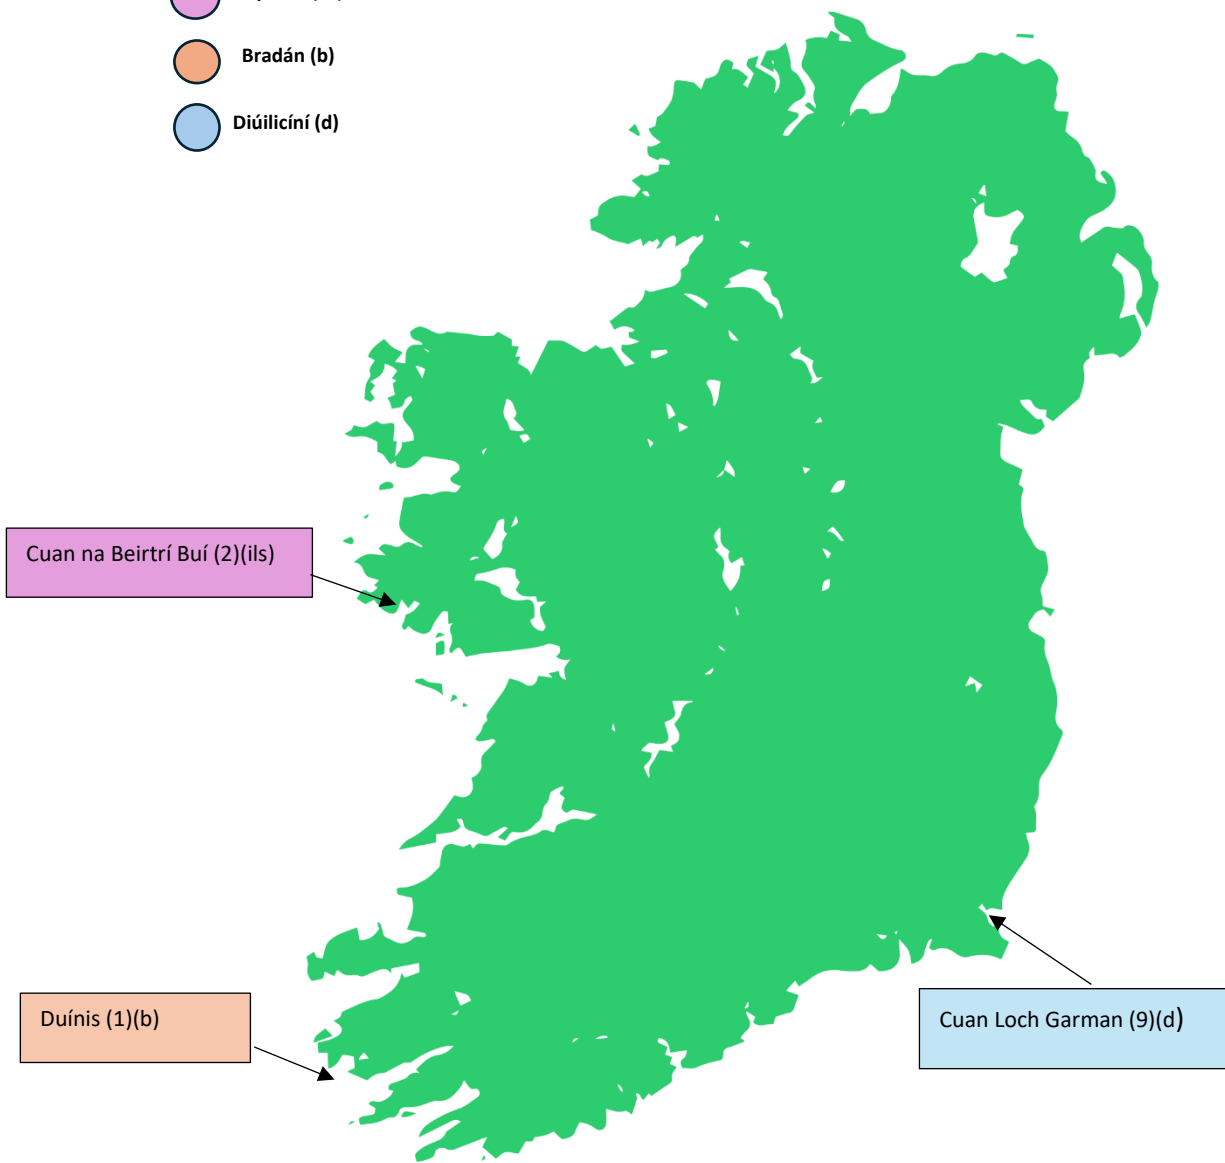 Bradán (b)
Diúilicíní (d)
Cuan na Beirtrí Buí (2)(ils)
Duínis (1)(b)
Cuan Loch Garman (9)(d)